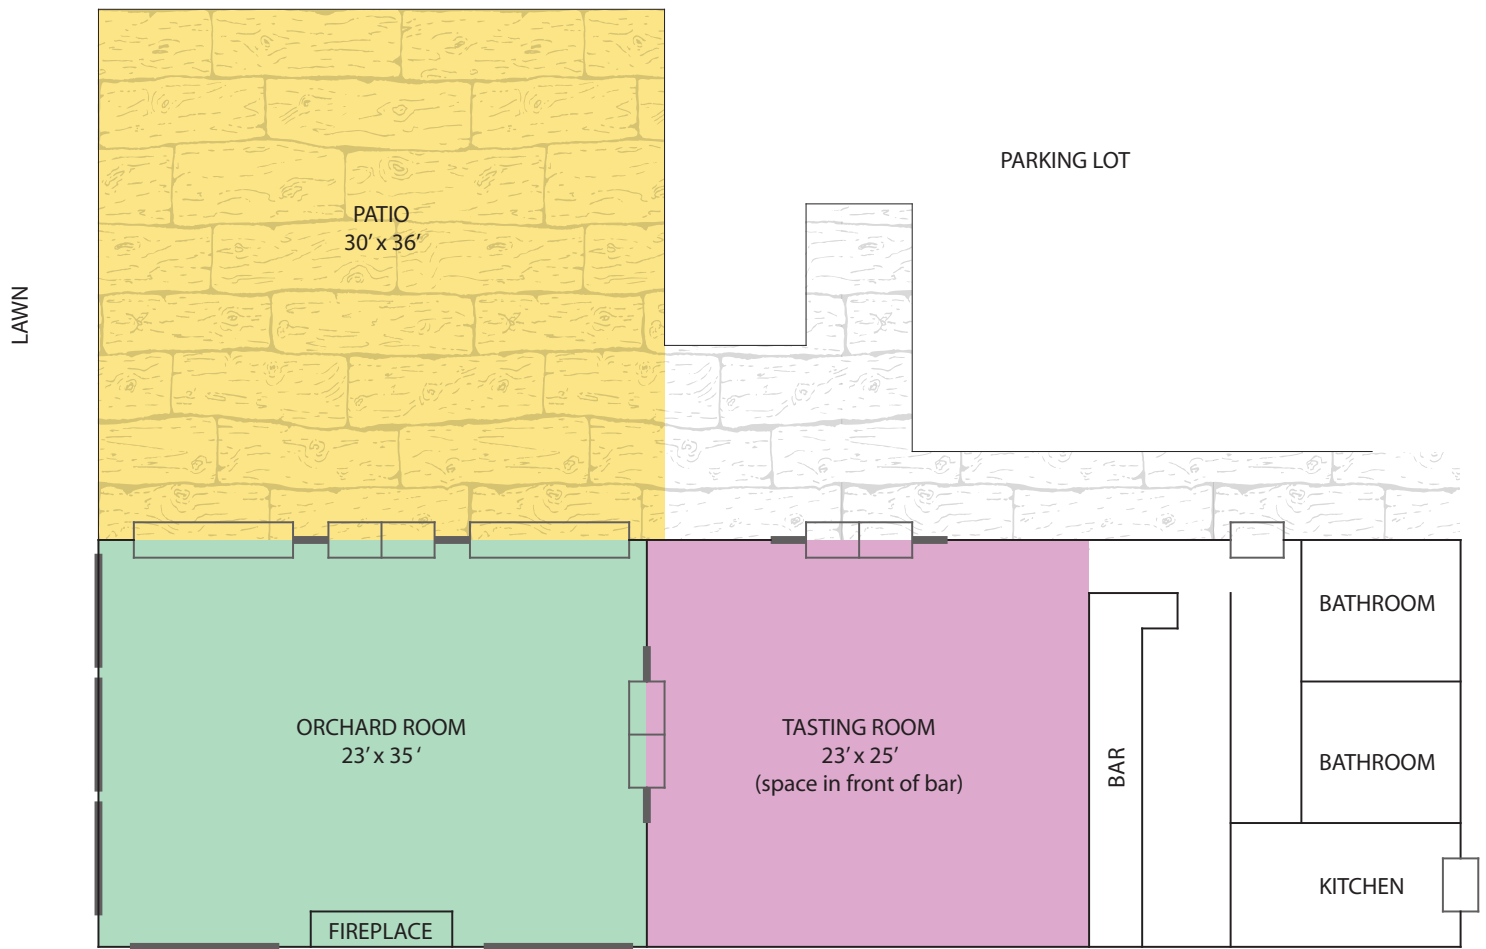 PARKING LOT
PATIO
30’ x 36’
LAWN
BATHROOM
ORCHARD ROOM
23’ x 35 ‘
TASTING ROOM
23’ x 25’
(space in front of bar)
BAR
BATHROOM
KITCHEN
FIREPLACE